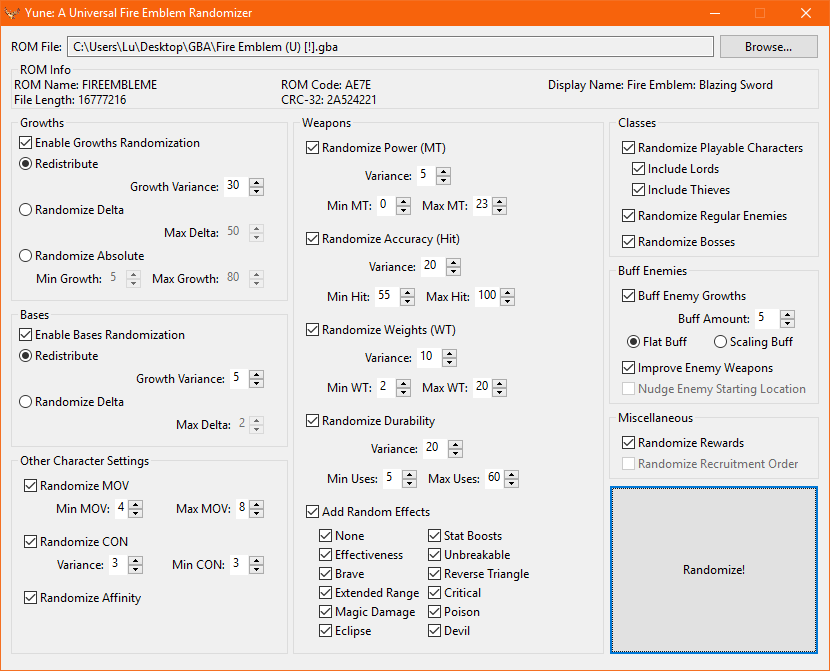 Yune: A Universal Fire Emblem Randomizer
ROM File: C:\Users\Lu\Desktop\GBA\Fire Emblem (U) [!].gba Browse...
ROM Info
ROM Name: FIREEMBLEME ROM Code: AE7E Display Name: Fire Emblem: Blazing Sword
File Length: 16777216 CRC-32: 2A524221
Growths
Enable Growths Randomization
Redistribute
Growth Variance: 30
Randomize Delta
Max Delta: 50
Randomize Absolute
Min Growth: 5 Max Growth: 80
Bases
Enable Bases Randomization
Redistribute
Growth Variance: 5
Randomize Delta
Max Delta: 2
Other Character Settings
Randomize MOV
Min MOV: 4 Max MOV: 8
Randomize CON
Variance: 3 Min CON: 3
Randomize Affinity
Weapons
Randomize Power (MT)
Variance: 5
Min MT: 0 Max MT: 23
Randomize Accuracy (Hit)
Variance: 20
Min Hit: 55 Max Hit: 100
Randomize Weights (WT)
Variance: 10
Min WT: 2 Max WT: 20
Randomize Durability
Variance: 20
Min Uses: 5 Max Uses: 60
Add Random Effects
None Stat Boosts
Effectiveness Unbreakable
Brave Reverse Triangle
Extended Range Critical
Magic Damage Poison
Eclipse Devil
Classes
Randomize Playable Characters
Include Lords
Include Thieves
Randomize Regular Enemies
Randomize Bosses
Buff Enemies
Buff Enemy Growths
Buff Amount: 5
Flat Buff Scaling Buff
Improve Enemy Weapons
Nudge Enemy Starting Location
Miscellaneous
Randomize Rewards
Randomize Recruitment Order
Randomize!